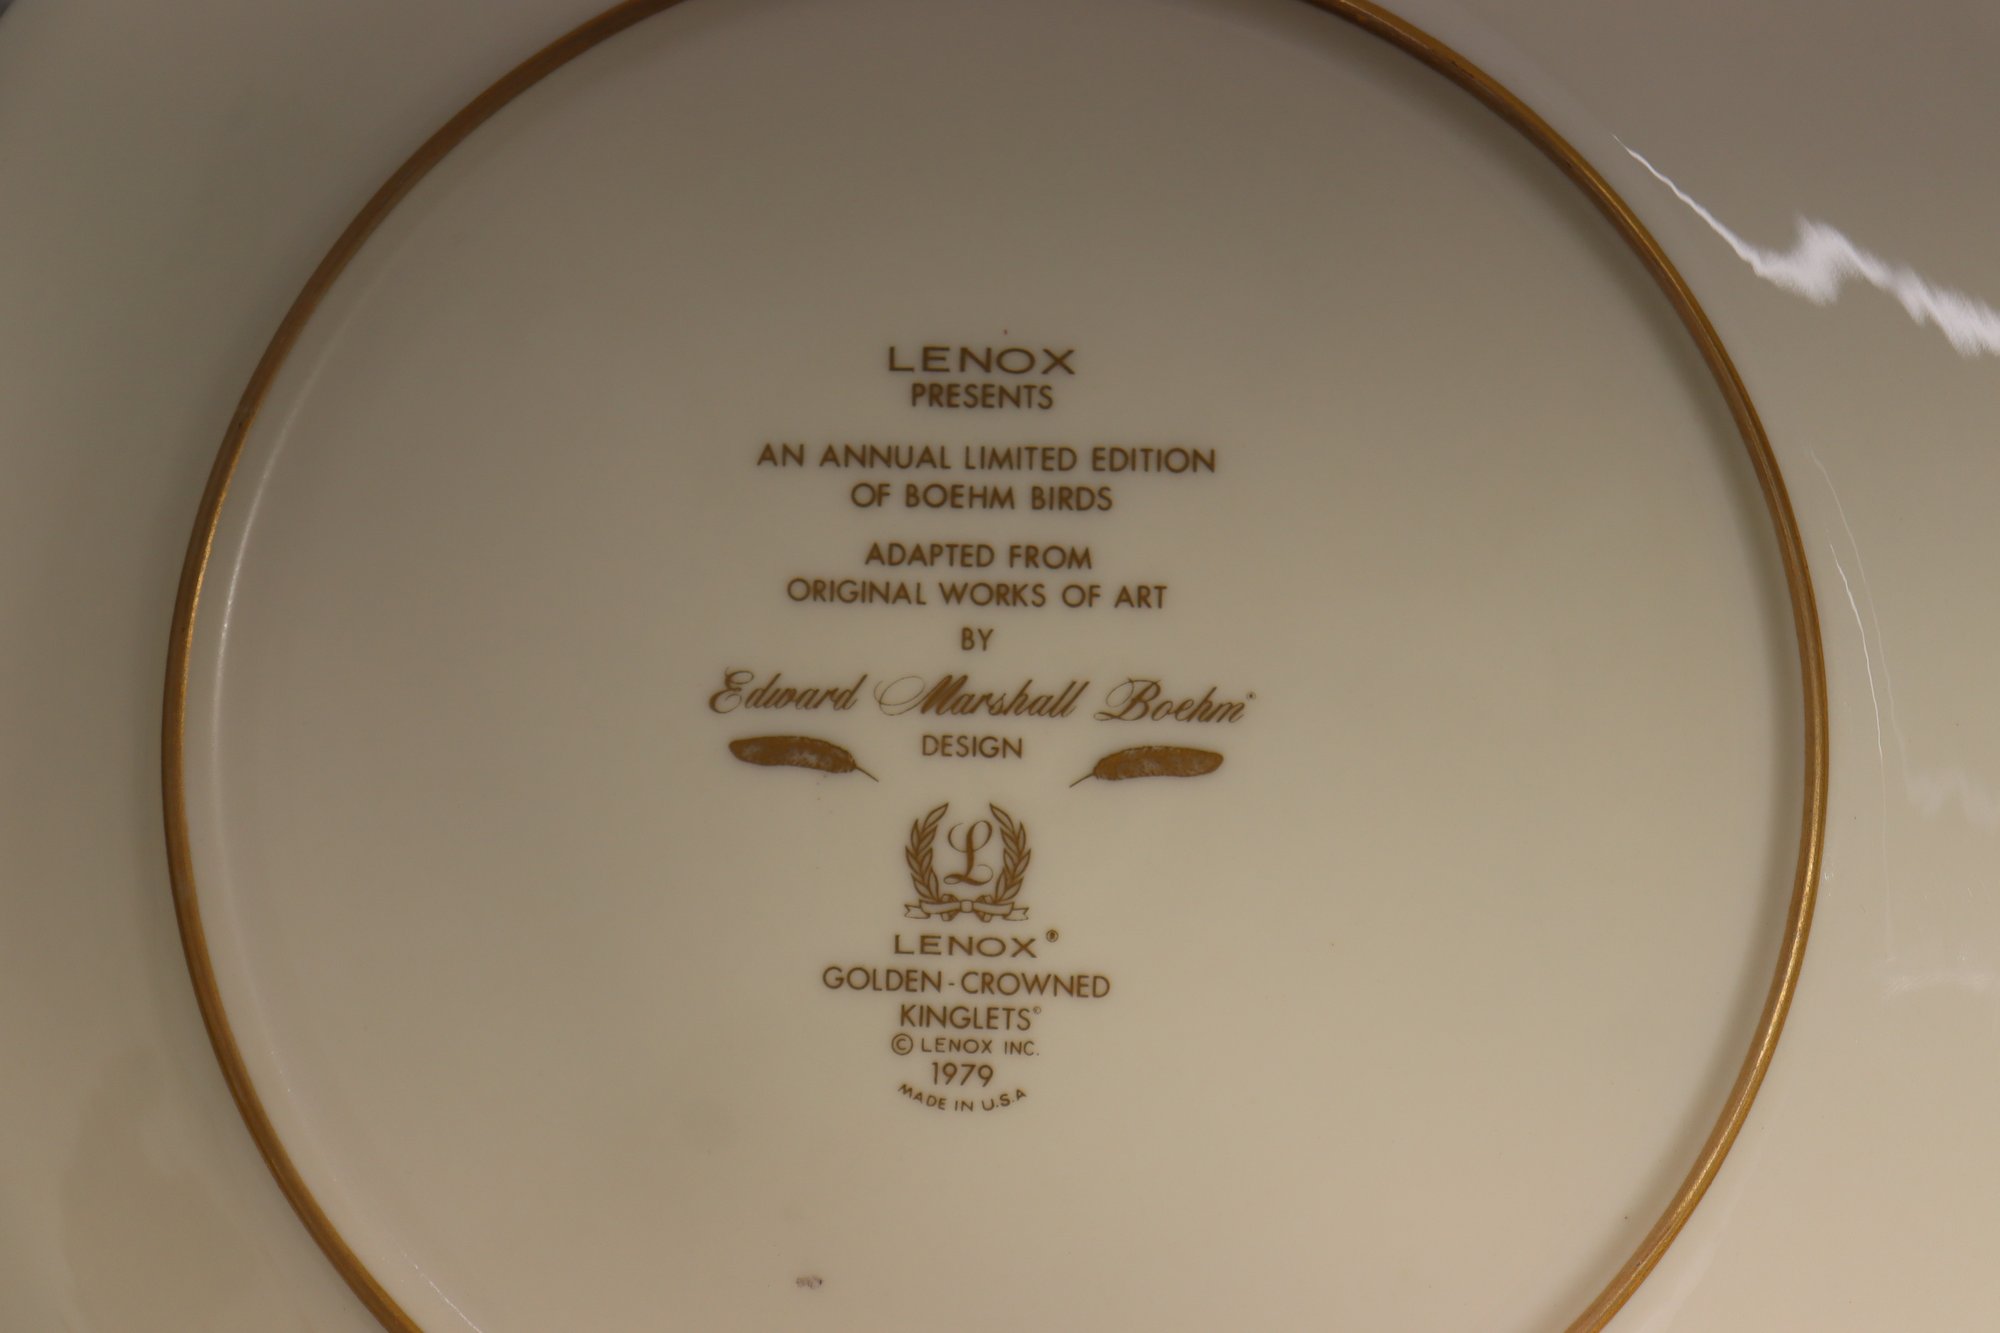 LENOX
PRESENTS
AN ANNUAL LIMITED EDITION
OF BOEHM BIRDS
ADAPTED FROM
ORIGINAL WORKS OF ART
BY
Edward Marshall Boehm
DESIGN
L
LENOX®
GOLDEN-CROWNED
KINGLETS©
© LENOX INC.
1979
MADE IN U.S.A